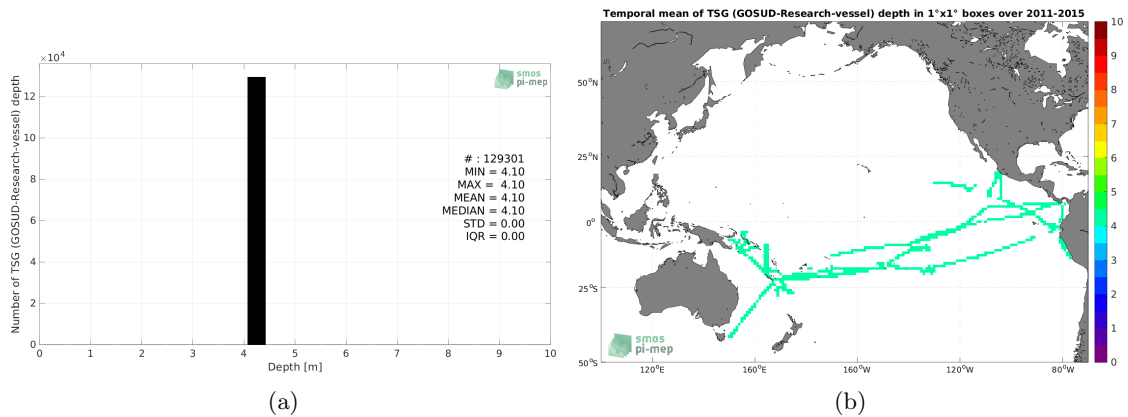 ×10⁴
Number of TSG (GOSUD-Research-vessel) depth
12
10
8
6
4
2
0
0 1 2 3 4 5 6 7 8 9 10
Depth [m]
smos
pi-mep
# : 129301
MIN = 4.10
MAX = 4.10
MEAN = 4.10
MEDIAN = 4.10
STD = 0.00
IQR = 0.00
(a)
Temporal mean of TSG (GOSUD-Research-vessel) depth in 1°x1° boxes over 2011-2015
50°N
25°N
0°
25°S
50°S
120°O 160°O 160°O 120°O 80°O
smos
pi-mep
10
9
8
7
6
5
4
3
2
1
0
(b)